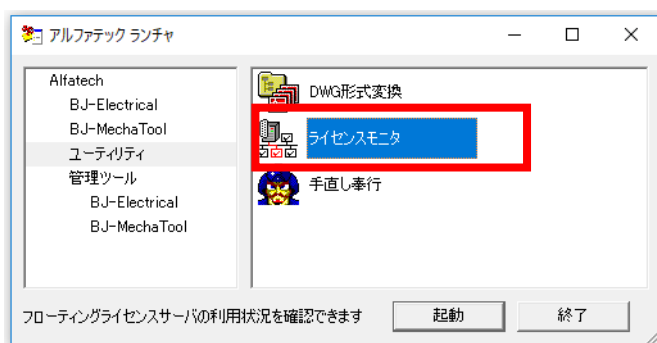 アルファテック ランチャ
Alfatech
BJ-Electrical
BJ-MechaTool
ユーティリティ
管理ツール
BJ-Electrical
BJ-MechaTool
DWG形式変換
ライセンスモニタ
手直し奉行
フローティングライセンスサーバの利用状況を確認できます
起動
終了